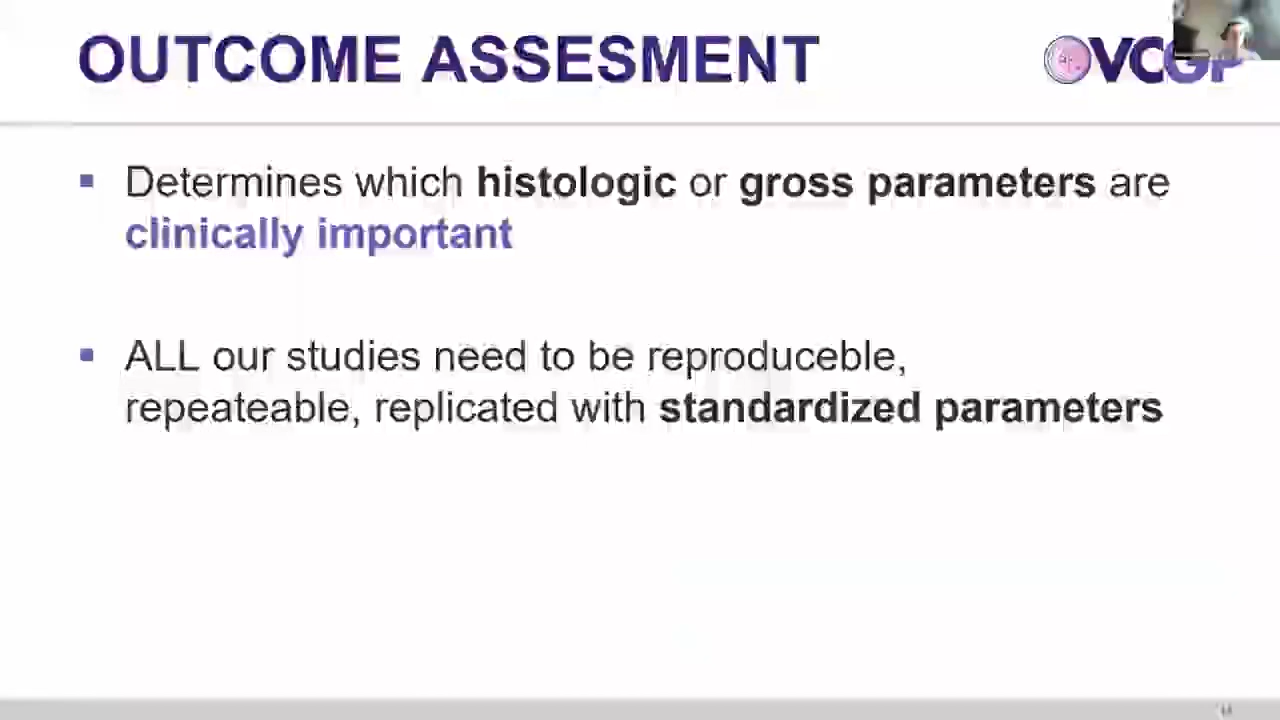 OUTCOME ASSESMENT
VCGP
Determines which histologic or gross parameters are
clinically important
ALL our studies need to be reproduceble,
repeateable, replicated with standardized parameters